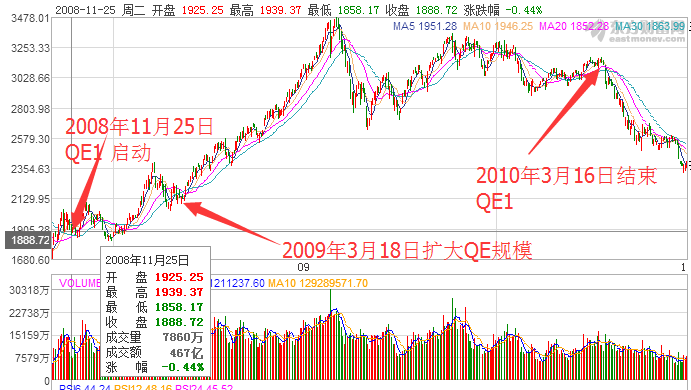 2008-11-25 周二 开盘 1925.25 最高 1939.37 最低 1858.17 收盘 1888.72 涨跌幅 -0.44%
MA5 1951.28 MA10 1946.25 MA20 1852.28 MA30 1863.99
东方财富网
eastmoney.com
3478.01
3253.35
3028.66
2803.98
2579.30
2354.63
2129.95
1905.28
1888.72
1680.60
2008年11月25日
QE1 启动
2010年3月16日结束
QE1
2009年3月18日扩大QE规模
09
1
2008年11月25日
开 盘 1925.25
最 高 1939.37
最 低 1858.17
收 盘 1888.72
成交量 7860万
成交额 467亿
涨 幅 -0.44%
VOLUME
1211237.60 MA10 129289571.70
30318万
22738万
15159万
7579万
0
RSI6 44.24 RSI12 48.16 RSI24 45.52